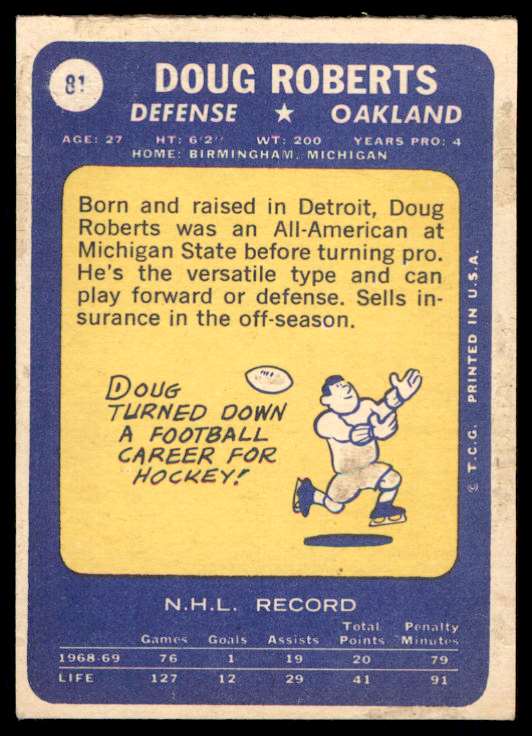 81
DOUG ROBERTS
DEFENSE ★ OAKLAND
AGE: 27 HT: 6'2" WT: 200 YEARS PRO: 4
HOME: BIRMINGHAM, MICHIGAN
Born and raised in Detroit, Doug
Roberts was an All-American at
Michigan State before turning pro.
He's the versatile type and can
play forward or defense. Sells in-
surance in the off-season.
DOUG
TURNED DOWN
A FOOTBALL
CAREER FOR
HOCKEY!
© T.C.G. PRINTED IN U.S.A.
N.H.L. RECORD
Games Goals Assists Total Points Penalty Minutes
1968-69 76 1 19 20 79
LIFE 127 12 29 41 91